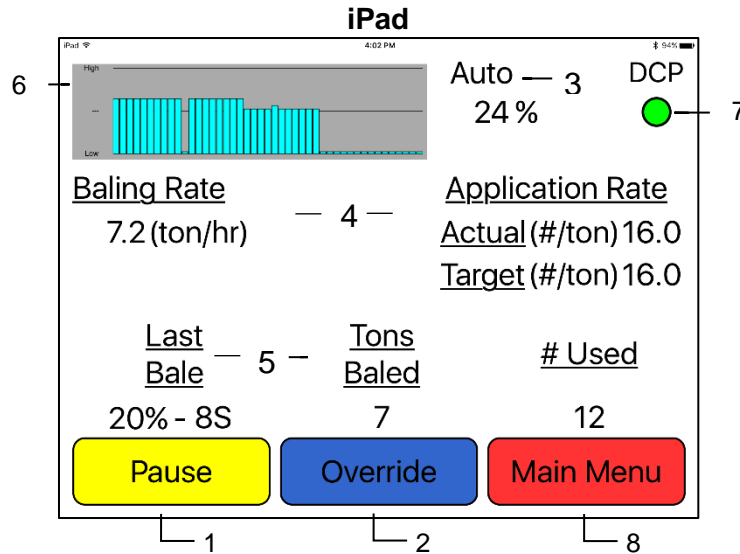 iPad
iPad 4:02 PM 94%
6 High Auto 3 DCP
24 % 7
Low
Baling Rate Application Rate
7.2 (ton/hr) 4 Actual (#/ton) 16.0
Target (#/ton) 16.0
Last Tons # Used
Bale 5 Baled
20% - 8S 7 12
Pause Override Main Menu
1 2 8